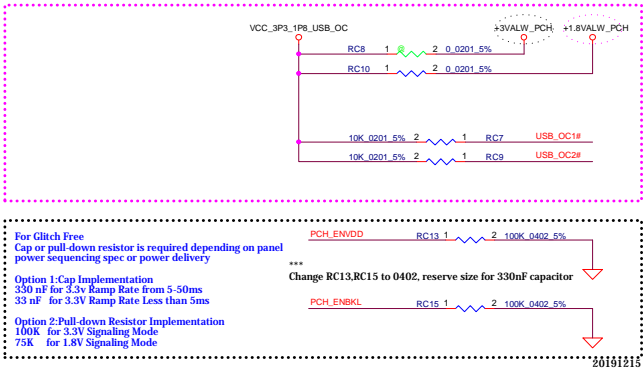 VCC_3P3_1P8_USB_OC +3VALW_PCH +1.8VALW_PCH
RC8 1 @ 2 0_0201_5%
RC10 1 2 0_0201_5%
10K_0201_5% 2 1 RC7 USB_OC1#
10K_0201_5% 2 1 RC9 USB_OC2#
For Glitch Free
Cap or pull-down resistor is required depending on panel
power sequencing spec or power delivery
Option 1:Cap Implementation
330 nF for 3.3v Ramp Rate from 5-50ms
33 nF for 3.3V Ramp Rate Less than 5ms
Option 2:Pull-down Resistor Implementation
100K for 3.3V Signaling Mode
75K for 1.8V Signaling Mode
PCH_ENVDD RC13 1 2 100K_0402_5%
***
Change RC13,RC15 to 0402, reserve size for 330nF capacitor
PCH_ENBKL RC15 1 2 100K_0402_5%
20191215